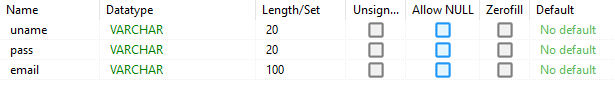 Name Datatype Length/Set Unsign... Allow NULL Zerofill Default
uname VARCHAR 20 No default
pass VARCHAR 20 No default
email VARCHAR 100 No default